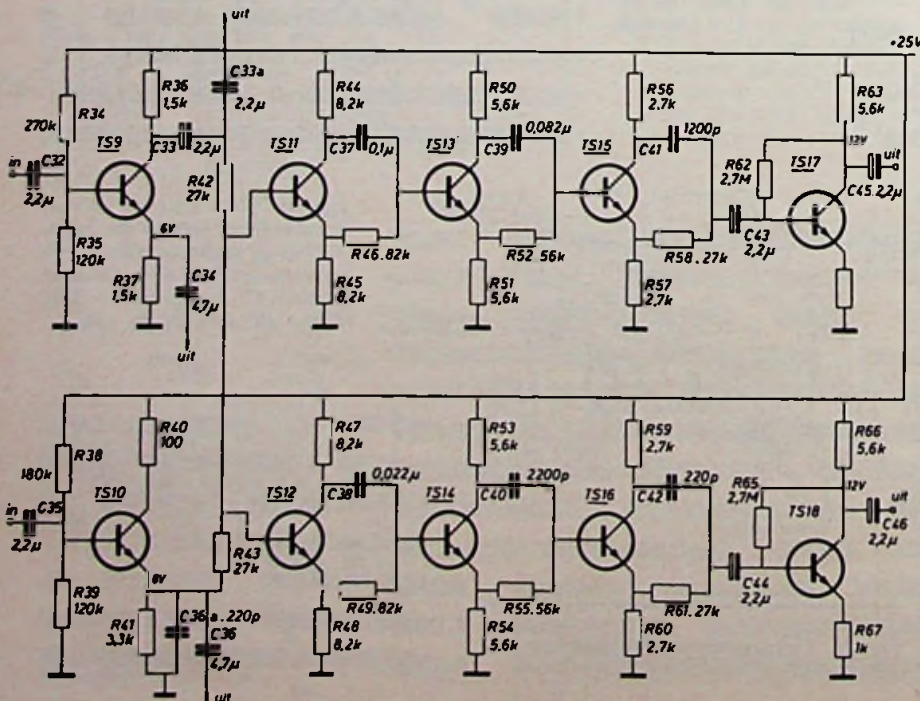 uit
+25V
R34
270k
R36
1,5k
C33a
2,2µ
R44
8,2k
R50
5,6k
R56
2,7k
R63
5,6k
in
C32
2,2µ
TS9
C33
2,2µ
TS11
C37
0,1µ
TS13
C39
0,082µ
TS15
C41
1200p
12V
R62
2,7M
TS17
uit
C45 2,2µ
R42
27k
R35
120k
6V
R37
1,5k
C34
4,7µ
uit
R46.82k
R45
8,2k
R52.56k
R51
5,6k
R58.27k
R57
2,7k
C43
2,2µ
R38
180k
R40
100
R47
8,2k
R53
5,6k
R59
2,7k
R66
5,6k
in
C35
2,2µ
TS10
TS12
C38
0,022µ
TS14
C40
2200p
TS16
C42
220p
R65
2,7M
12V
TS18
uit
C46
2,2µ
R43
27k
R39
120k
6V
R41
3,3k
C36a.220p
C36
4,7µ
uit
R49.82k
R48
8,2k
R55.56k
R54
5,6k
R61.27k
R60
2,7k
C44
2,2µ
R67
1k